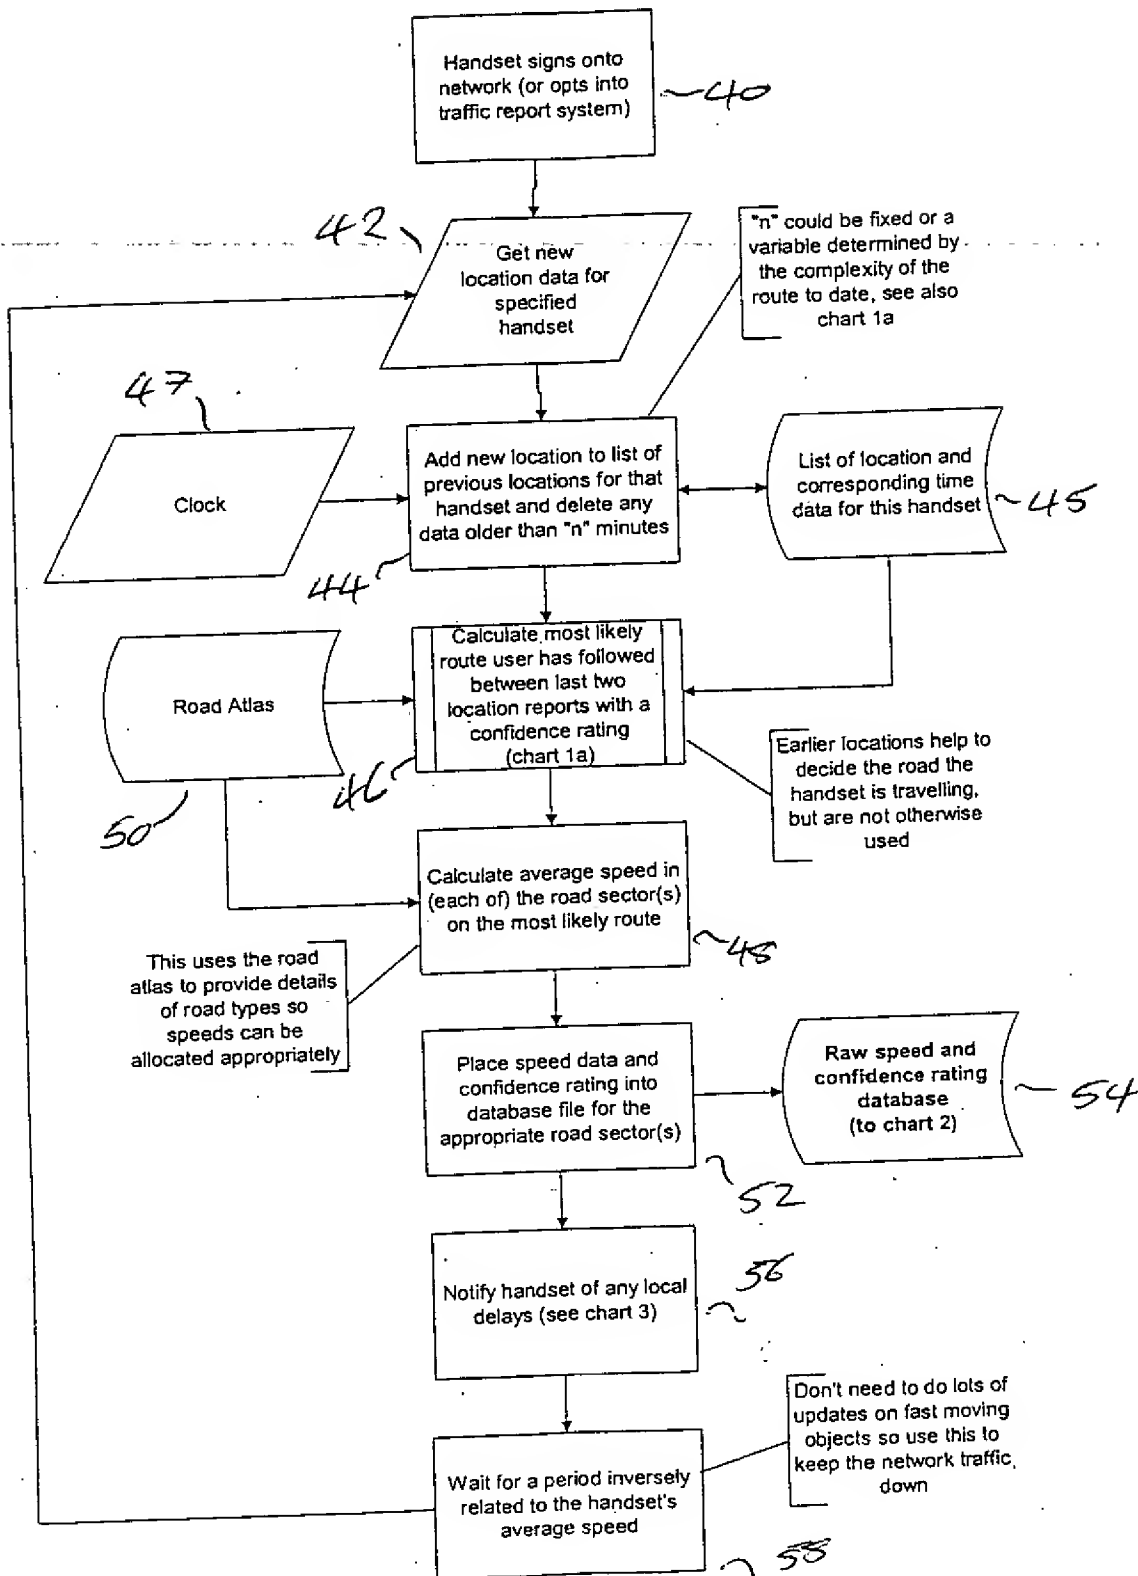 Handset signs onto
network (or opts into
traffic report system)
40
42
Get new
location data for
specified
handset
"n" could be fixed or a
variable determined by
the complexity of the
route to date, see also
chart 1a
47
Clock
Add new location to list of
previous locations for that
handset and delete any
data older than "n" minutes
44
List of location and
corresponding time
data for this handset
45
Road Atlas
50
Calculate most likely
route user has followed
between last two
location reports with a
confidence rating
(chart 1a)
46
Earlier locations help to
decide the road the
handset is travelling,
but are not otherwise
used
Calculate average speed in
(each of) the road sector(s)
on the most likely route
48
This uses the road
atlas to provide details
of road types so
speeds can be
allocated appropriately
Place speed data and
confidence rating into
database file for the
appropriate road sector(s)
52
Raw speed and
confidence rating
database
(to chart 2)
54
Notify handset of any local
delays (see chart 3)
56
Don't need to do lots of
updates on fast moving
objects so use this to
keep the network traffic
down
Wait for a period inversely
related to the handset's
average speed
58